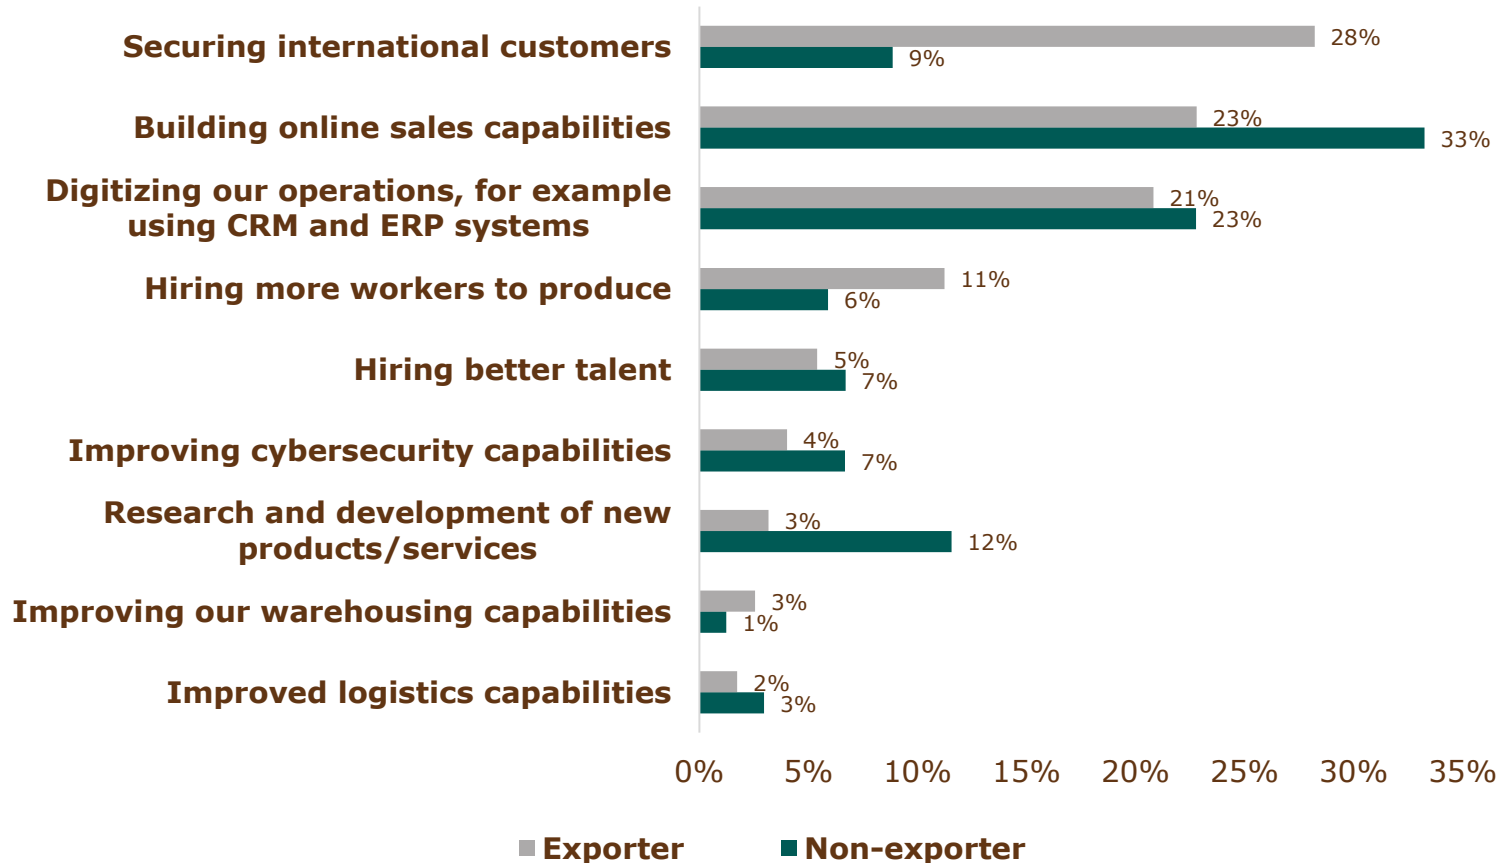 Securing international customers
28%
9%
Building online sales capabilities
23%
33%
Digitizing our operations, for example
using CRM and ERP systems
21%
23%
Hiring more workers to produce
11%
6%
Hiring better talent
5%
7%
Improving cybersecurity capabilities
4%
7%
Research and development of new
products/services
3%
12%
Improving our warehousing capabilities
3%
1%
Improved logistics capabilities
2%
3%
0% 5% 10% 15% 20% 25% 30% 35%
Exporter Non-exporter